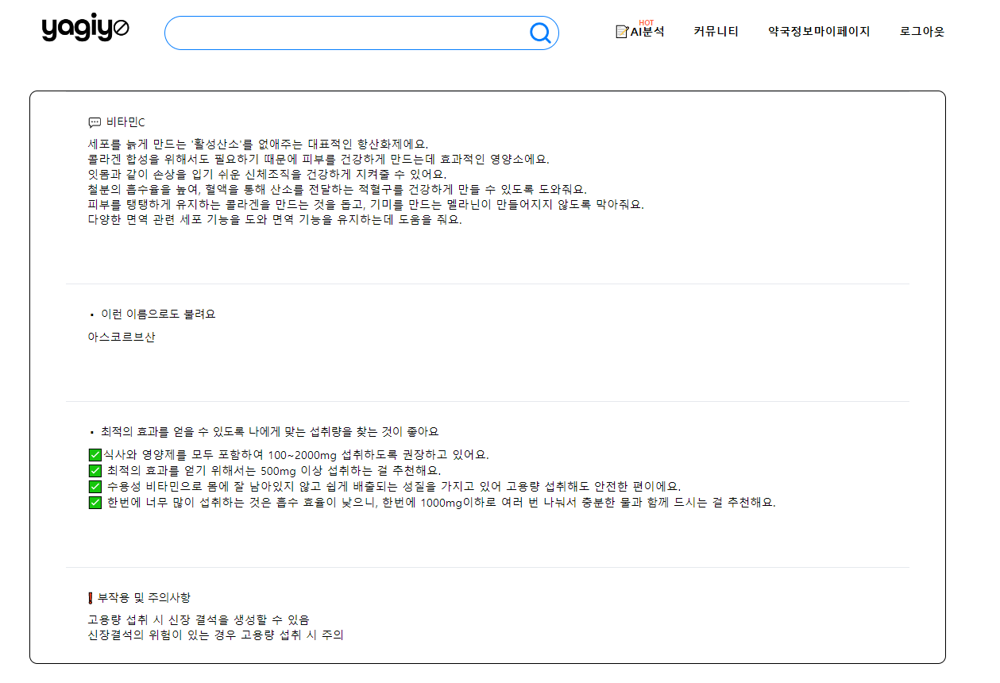 yagiyo
HOT
AI분석
커뮤니티
약국정보마이페이지
로그아웃
비타민C
세포를 늙게 만드는 '활성산소'를 없애주는 대표적인 항산화제에요.
콜라겐 합성을 위해서도 필요하기 때문에 피부를 건강하게 만드는데 효과적인 영양소에요.
잇몸과 같이 손상을 입기 쉬운 신체조직을 건강하게 지켜줄 수 있어요.
철분의 흡수율을 높여, 혈액을 통해 산소를 전달하는 적혈구를 건강하게 만들 수 있도록 도와줘요.
피부를 탱탱하게 유지하는 콜라겐을 만드는 것을 돕고, 기미를 만드는 멜라닌이 만들어지지 않도록 막아줘요.
다양한 면역 관련 세포 기능을 도와 면역 기능을 유지하는데 도움을 줘요.
▪ 이런 이름으로도 불려요
아스코르브산
▪ 최적의 효과를 얻을 수 있도록 나에게 맞는 섭취량을 찾는 것이 좋아요
✅식사와 영양제를 모두 포함하여 100~2000mg 섭취하도록 권장하고 있어요.
✅ 최적의 효과를 얻기 위해서는 500mg 이상 섭취하는 걸 추천해요.
✅ 수용성 비타민으로 몸에 잘 남아있지 않고 쉽게 배출되는 성질을 가지고 있어 고용량 섭취해도 안전한 편이에요.
✅ 한번에 너무 많이 섭취하는 것은 흡수 효율이 낮으니, 한번에 1000mg이하로 여러 번 나눠서 충분한 물과 함께 드시는 걸 추천해요.
❗ 부작용 및 주의사항
고용량 섭취 시 신장 결석을 생성할 수 있음
신장결석의 위험이 있는 경우 고용량 섭취 시 주의